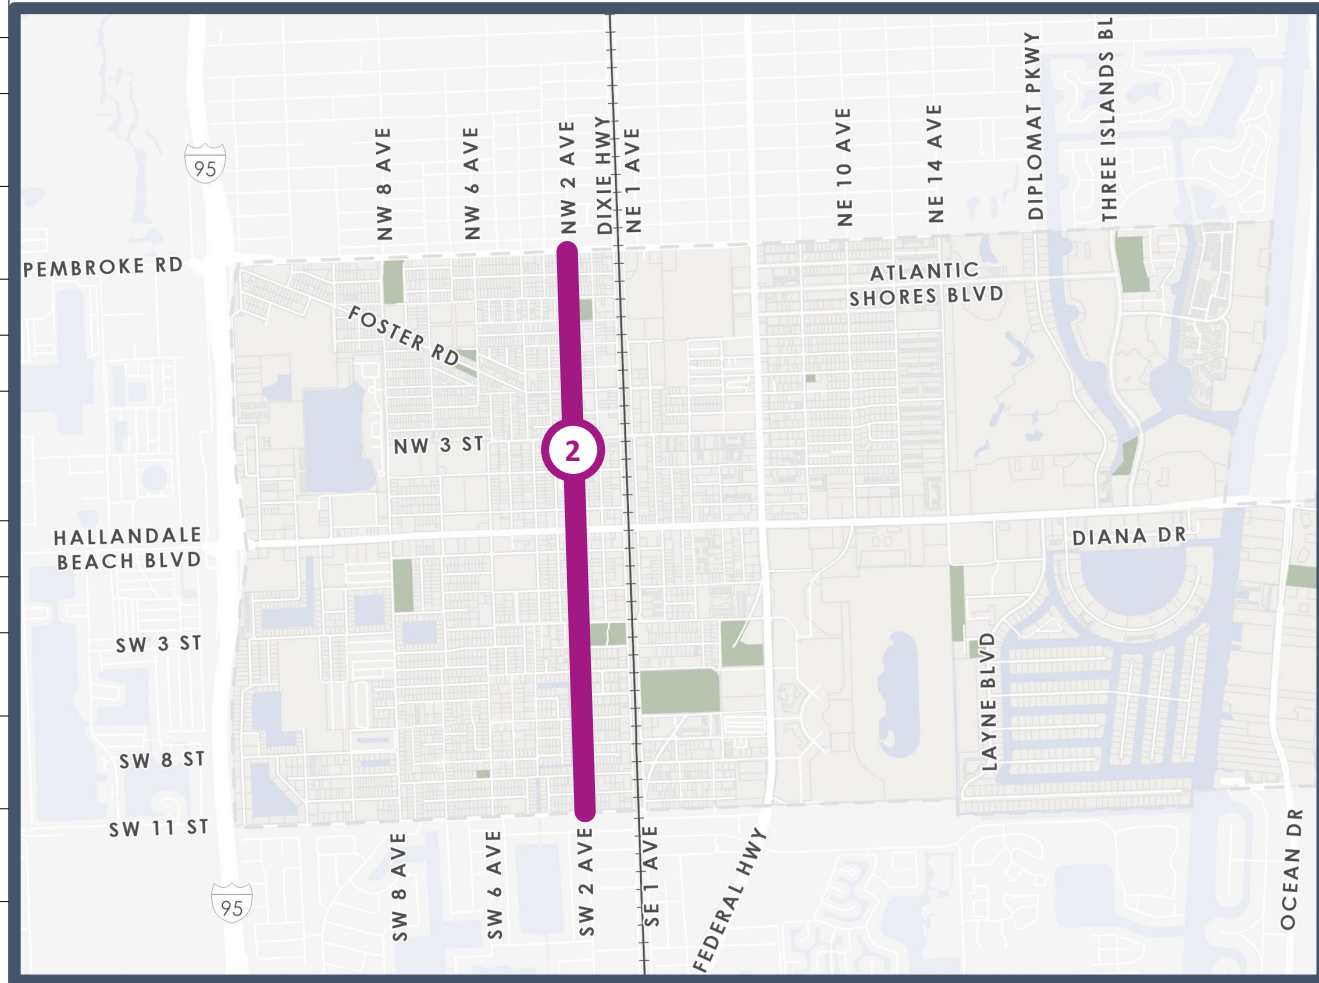 DIPLOMAT PKWY
THREE ISLANDS BL
NW 8 AVE
NW 6 AVE
NW 2 AVE
DIXIE HWY
NE 1 AVE
NE 10 AVE
NE 14 AVE
95
PEMBROKE RD
ATLANTIC
SHORES BLVD
FOSTER RD
NW 3 ST
2
HALLANDALE
BEACH BLVD
DIANA DR
SW 3 ST
LAYNE BLVD
SW 8 ST
SW 11 ST
SW 8 AVE
SW 6 AVE
SW 2 AVE
SE 1 AVE
FEDERAL HWY
OCEAN DR
95